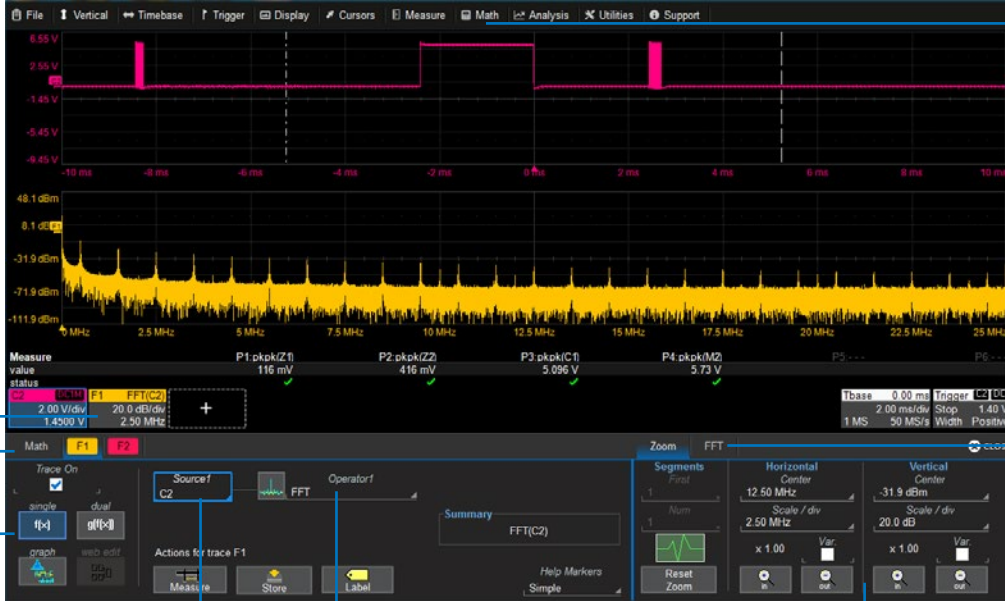 File Vertical Timebase Trigger Display Cursors Measure Math Analysis Utilities Support
6.55 V
2.55 V
-1.45 V
-5.45 V
-9.45 V
-10 ms -8 ms -6 ms -4 ms -2 ms 0 ms 2 ms 4 ms 6 ms 8 ms 10 ms
48.1 dBm
8.1 dB F1
-31.9 dBm
-71.9 dBm
-111.9 dBm
0 MHz 2.5 MHz 5 MHz 7.5 MHz 10 MHz 12.5 MHz 15 MHz 17.5 MHz 20 MHz 22.5 MHz 25 MHz
Measure P1:pkpk(Z1) P2:pkpk(Z2) P3:pkpk(C1) P4:pkpk(M2) P5:--- P6:---
value 116 mV 416 mV 5.096 V 5.73 V
status
C2 DC1M F1 FFT(C2) Tbase 0.00 ms Trigger C2 DC
2.00 V/div 20.0 dB/div + 2.00 ms/div Stop 1.40 V
1.4500 V 2.50 MHz 1 MS 50 MS/s Width Positive
Math F1 F2 Zoom FFT CLOS
Trace On
single dual
f(x) g(f(x))
graph web edit
Source1
C2
Operator1
FFT
Summary
FFT(C2)
Actions for trace F1
Measure Store Label
Help Markers
Simple
Segments
First
1
Num
1
Reset Zoom
Horizontal
Center
12.50 MHz
Scale / div
2.50 MHz
x 1.00 Var.
in out
Vertical
Center
-31.9 dBm
Scale / div
20.0 dB
x 1.00 Var.
in out